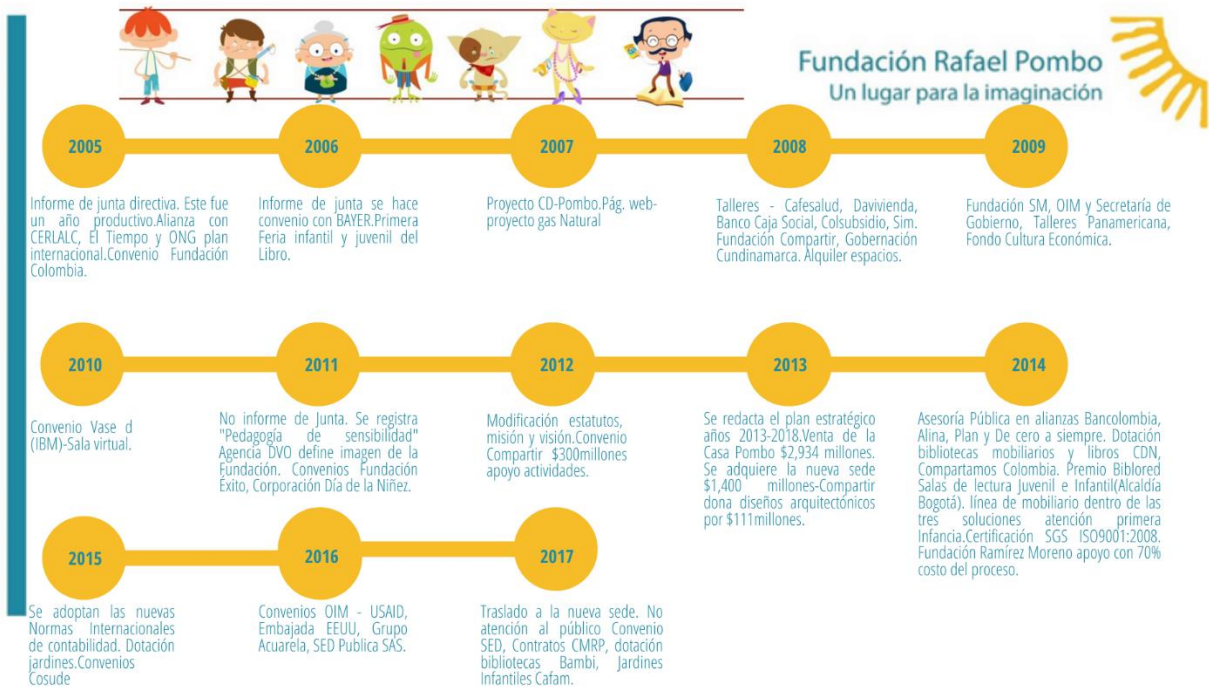 Fundación Rafael Pombo
Un lugar para la imaginación
2005
2006
2007
2008
2009
Informe de junta directiva. Este fue
un año productivo.Alianza con
CERLALC, El Tiempo y ONG plan
internacional.Convenio Fundación
Colombia.
Informe de junta se hace
convenio con BAYER.Primera
Feria infantil y juvenil del
Libro.
Proyecto CD-Pombo.Pág. web-
proyecto gas Natural
Talleres - Cafesalud, Davivienda,
Banco Caja Social, Colsubsidio, Sim.
Fundación Compartir, Gobernación
Cundinamarca. Alquiler espacios.
Fundación SM, OIM y Secretaría de
Gobierno, Talleres Panamericana,
Fondo Cultura Económica.
2010
2011
2012
2013
2014
Convenio Vase d
(IBM)-Sala virtual.
No informe de Junta. Se registra
"Pedagogía de sensibilidad"
Agencia DVO define imagen de la
Fundación. Convenios Fundación
Éxito, Corporación Día de la Niñez.
Modificación estatutos,
misión y visión.Convenio
Compartir $300millones
apoyo actividades.
Se redacta el plan estratégico
años 2013-2018.Venta de la
Casa Pombo $2,934 millones.
Se adquiere la nueva sede
$1,400 millones-Compartir
dona diseños arquitectónicos
por $111millones.
Asesoría Pública en alianzas Bancolombia,
Alina, Plan y De cero a siempre. Dotación
bibliotecas mobiliarios y libros CDN,
Compartamos Colombia. Premio Biblored
Salas de lectura Juvenil e Infantil(Alcaldía
Bogotá). línea de mobiliario dentro de las
tres soluciones atención primera
Infancia.Certificación SGS ISO9001:2008.
Fundación Ramírez Moreno apoyo con 70%
costo del proceso.
2015
2016
2017
Se adoptan las nuevas
Normas Internacionales
de contabilidad. Dotación
jardines.Convenios
Cosude
Convenios OIM - USAID,
Embajada EEUU, Grupo
Acuarela, SED Publica SAS.
Traslado a la nueva sede. No
atención al público Convenio
SED, Contratos CMRP, dotación
bibliotecas Bambi, Jardines
Infantiles Cafam.